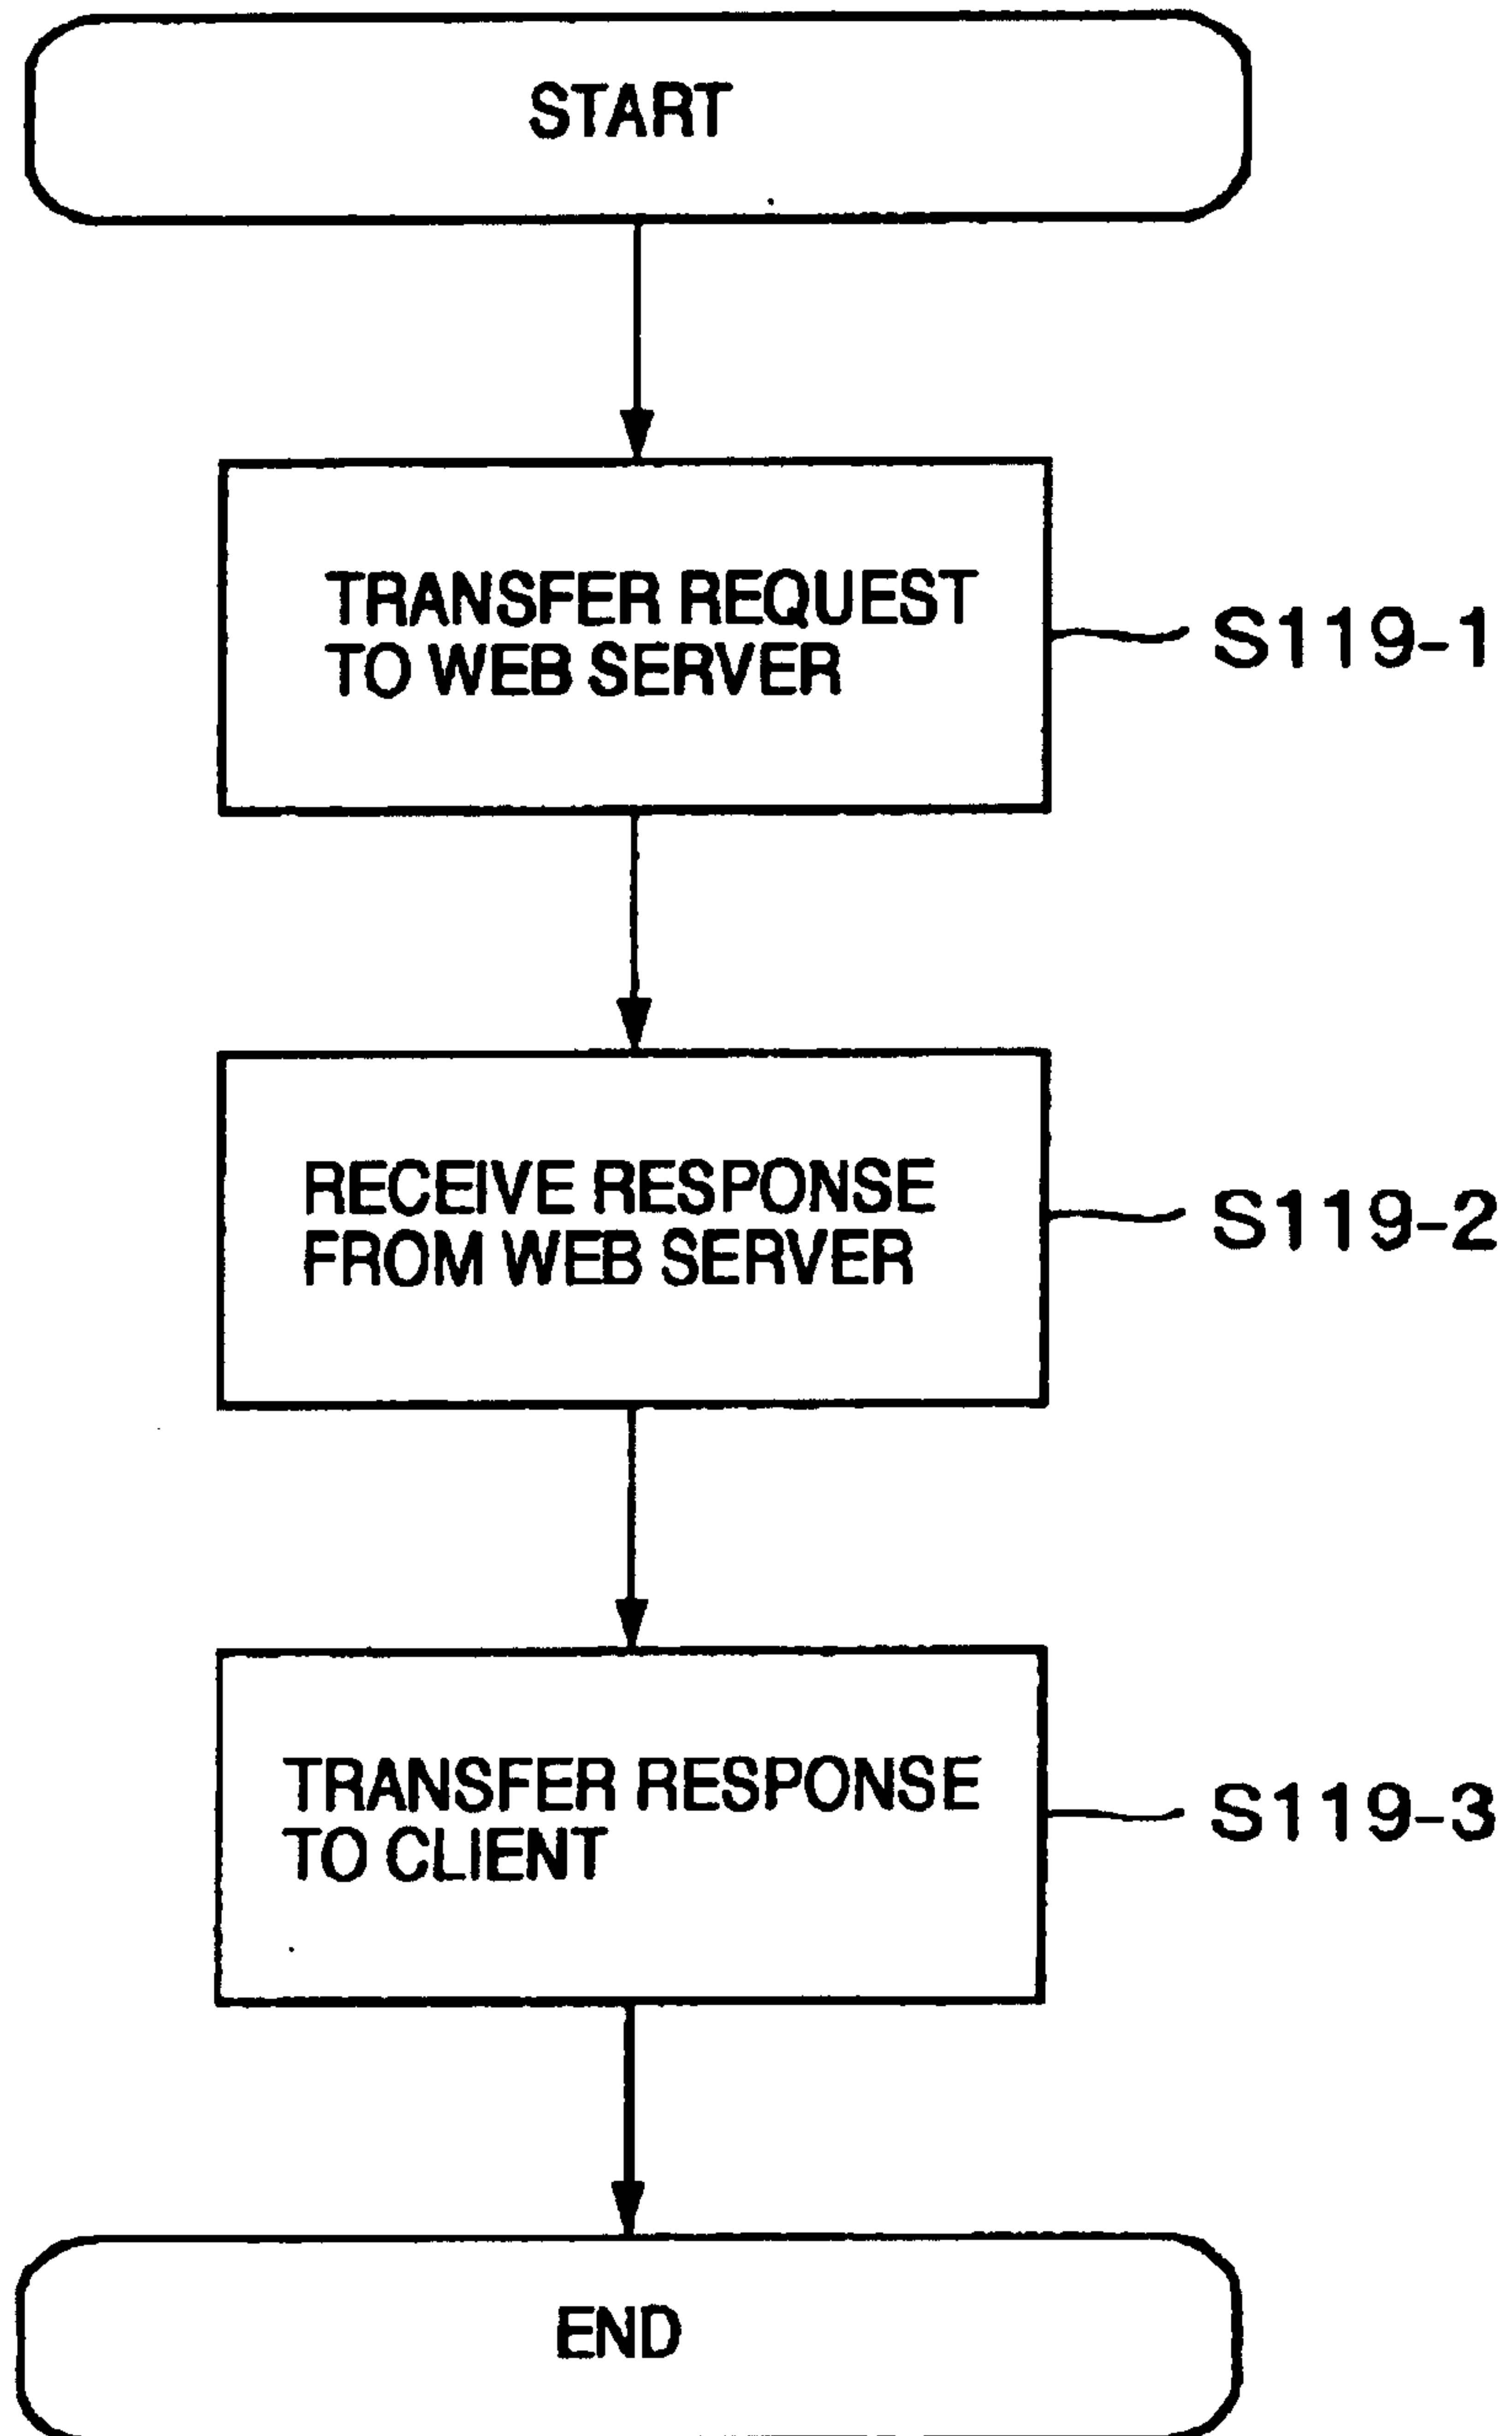 START
TRANSFER REQUEST
TO WEB SERVER
S119-1
RECEIVE RESPONSE
FROM WEB SERVER
S119-2
TRANSFER RESPONSE
TO CLIENT
S119-3
END